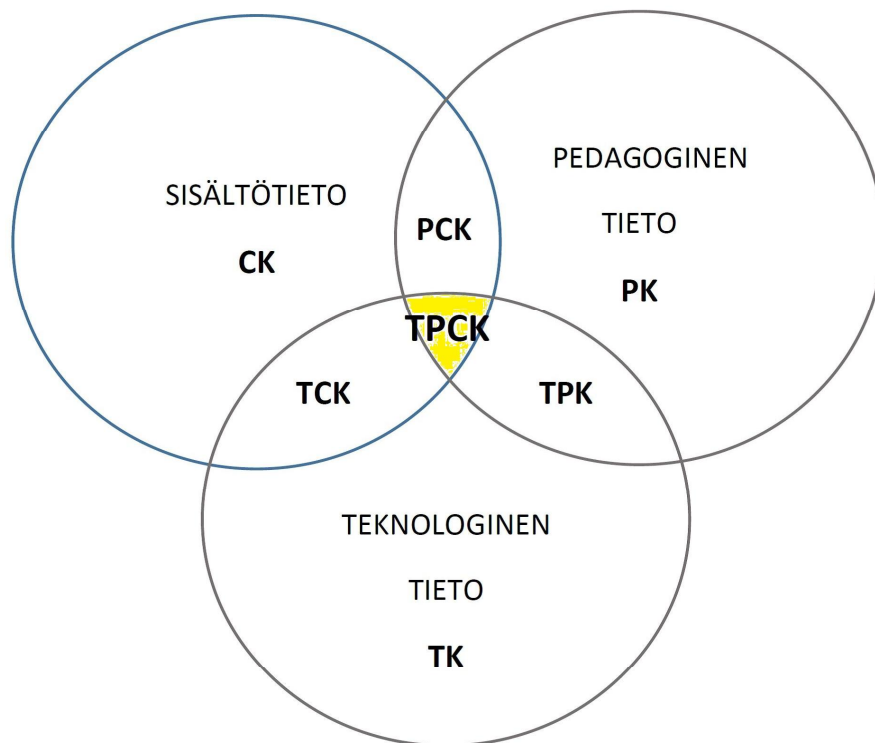 SISÄLTÖTIETO
CK
PCK
PEDAGOGINEN
TIETO
PK
TPCK
TCK
TPK
TEKNOLOGINEN
TIETO
TK